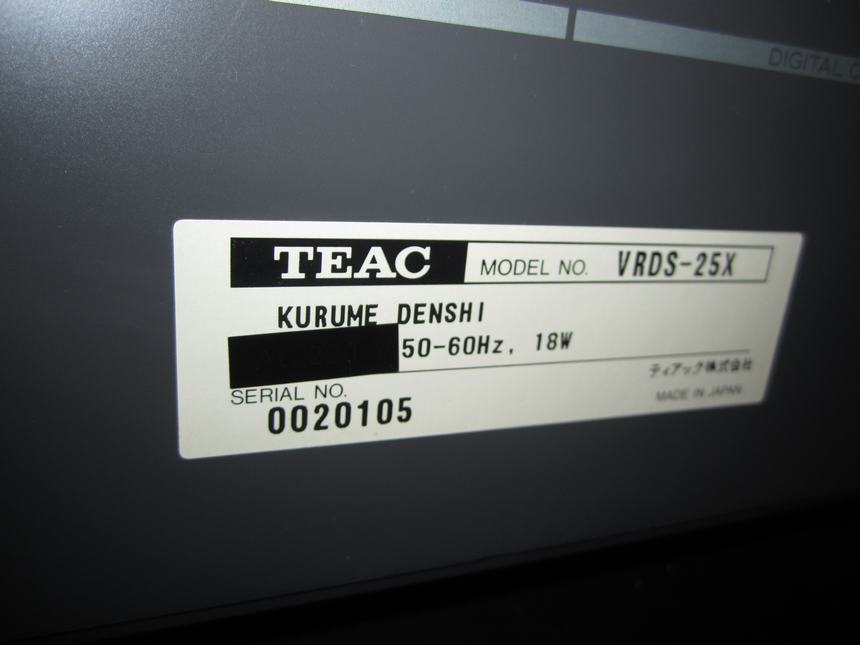 DIGITAL
TEAC MODEL NO. VRDS-25X
KURUME DENSHI
50-60Hz, 18W
ティアック株式会社
SERIAL NO.
MADE IN JAPAN
0020105